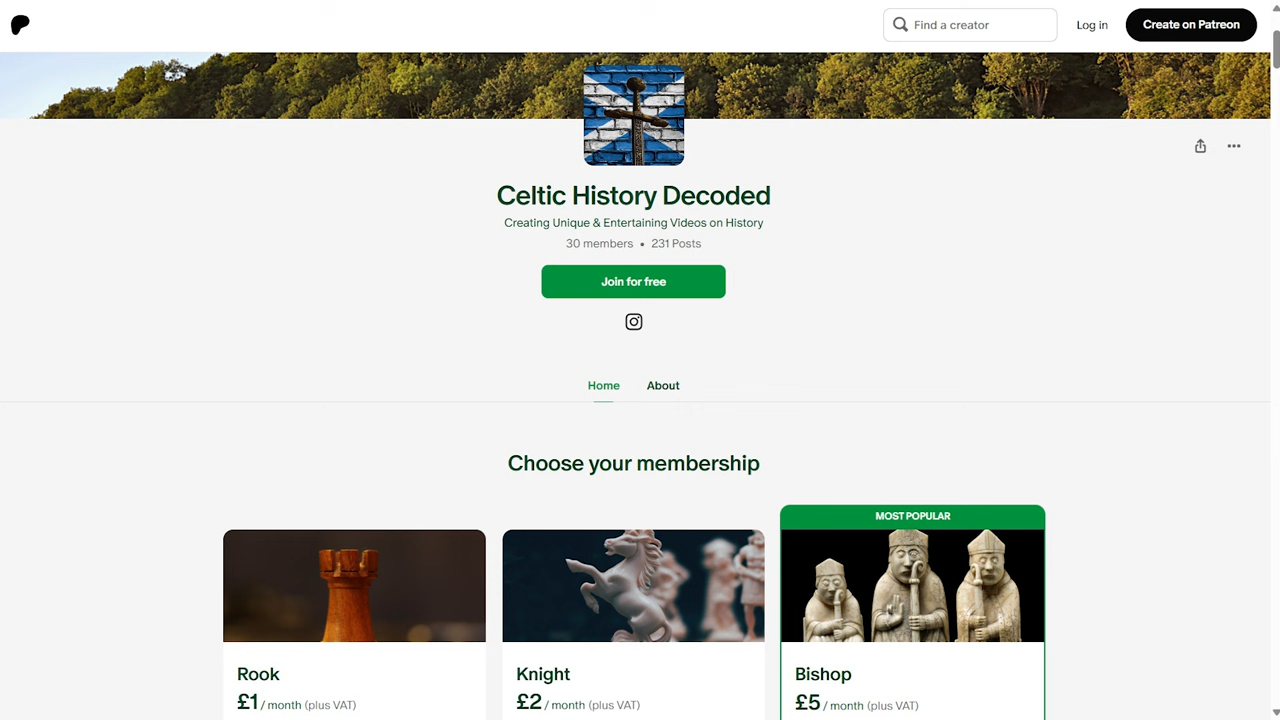 Find a creator
Log in
Create on Patreon
Celtic History Decoded
Creating Unique & Entertaining Videos on History
30 members • 231 Posts
Join for free
Home
About
Choose your membership
MOST POPULAR
Rook
£1 / month (plus VAT)
Knight
£2 / month (plus VAT)
Bishop
£5 / month (plus VAT)